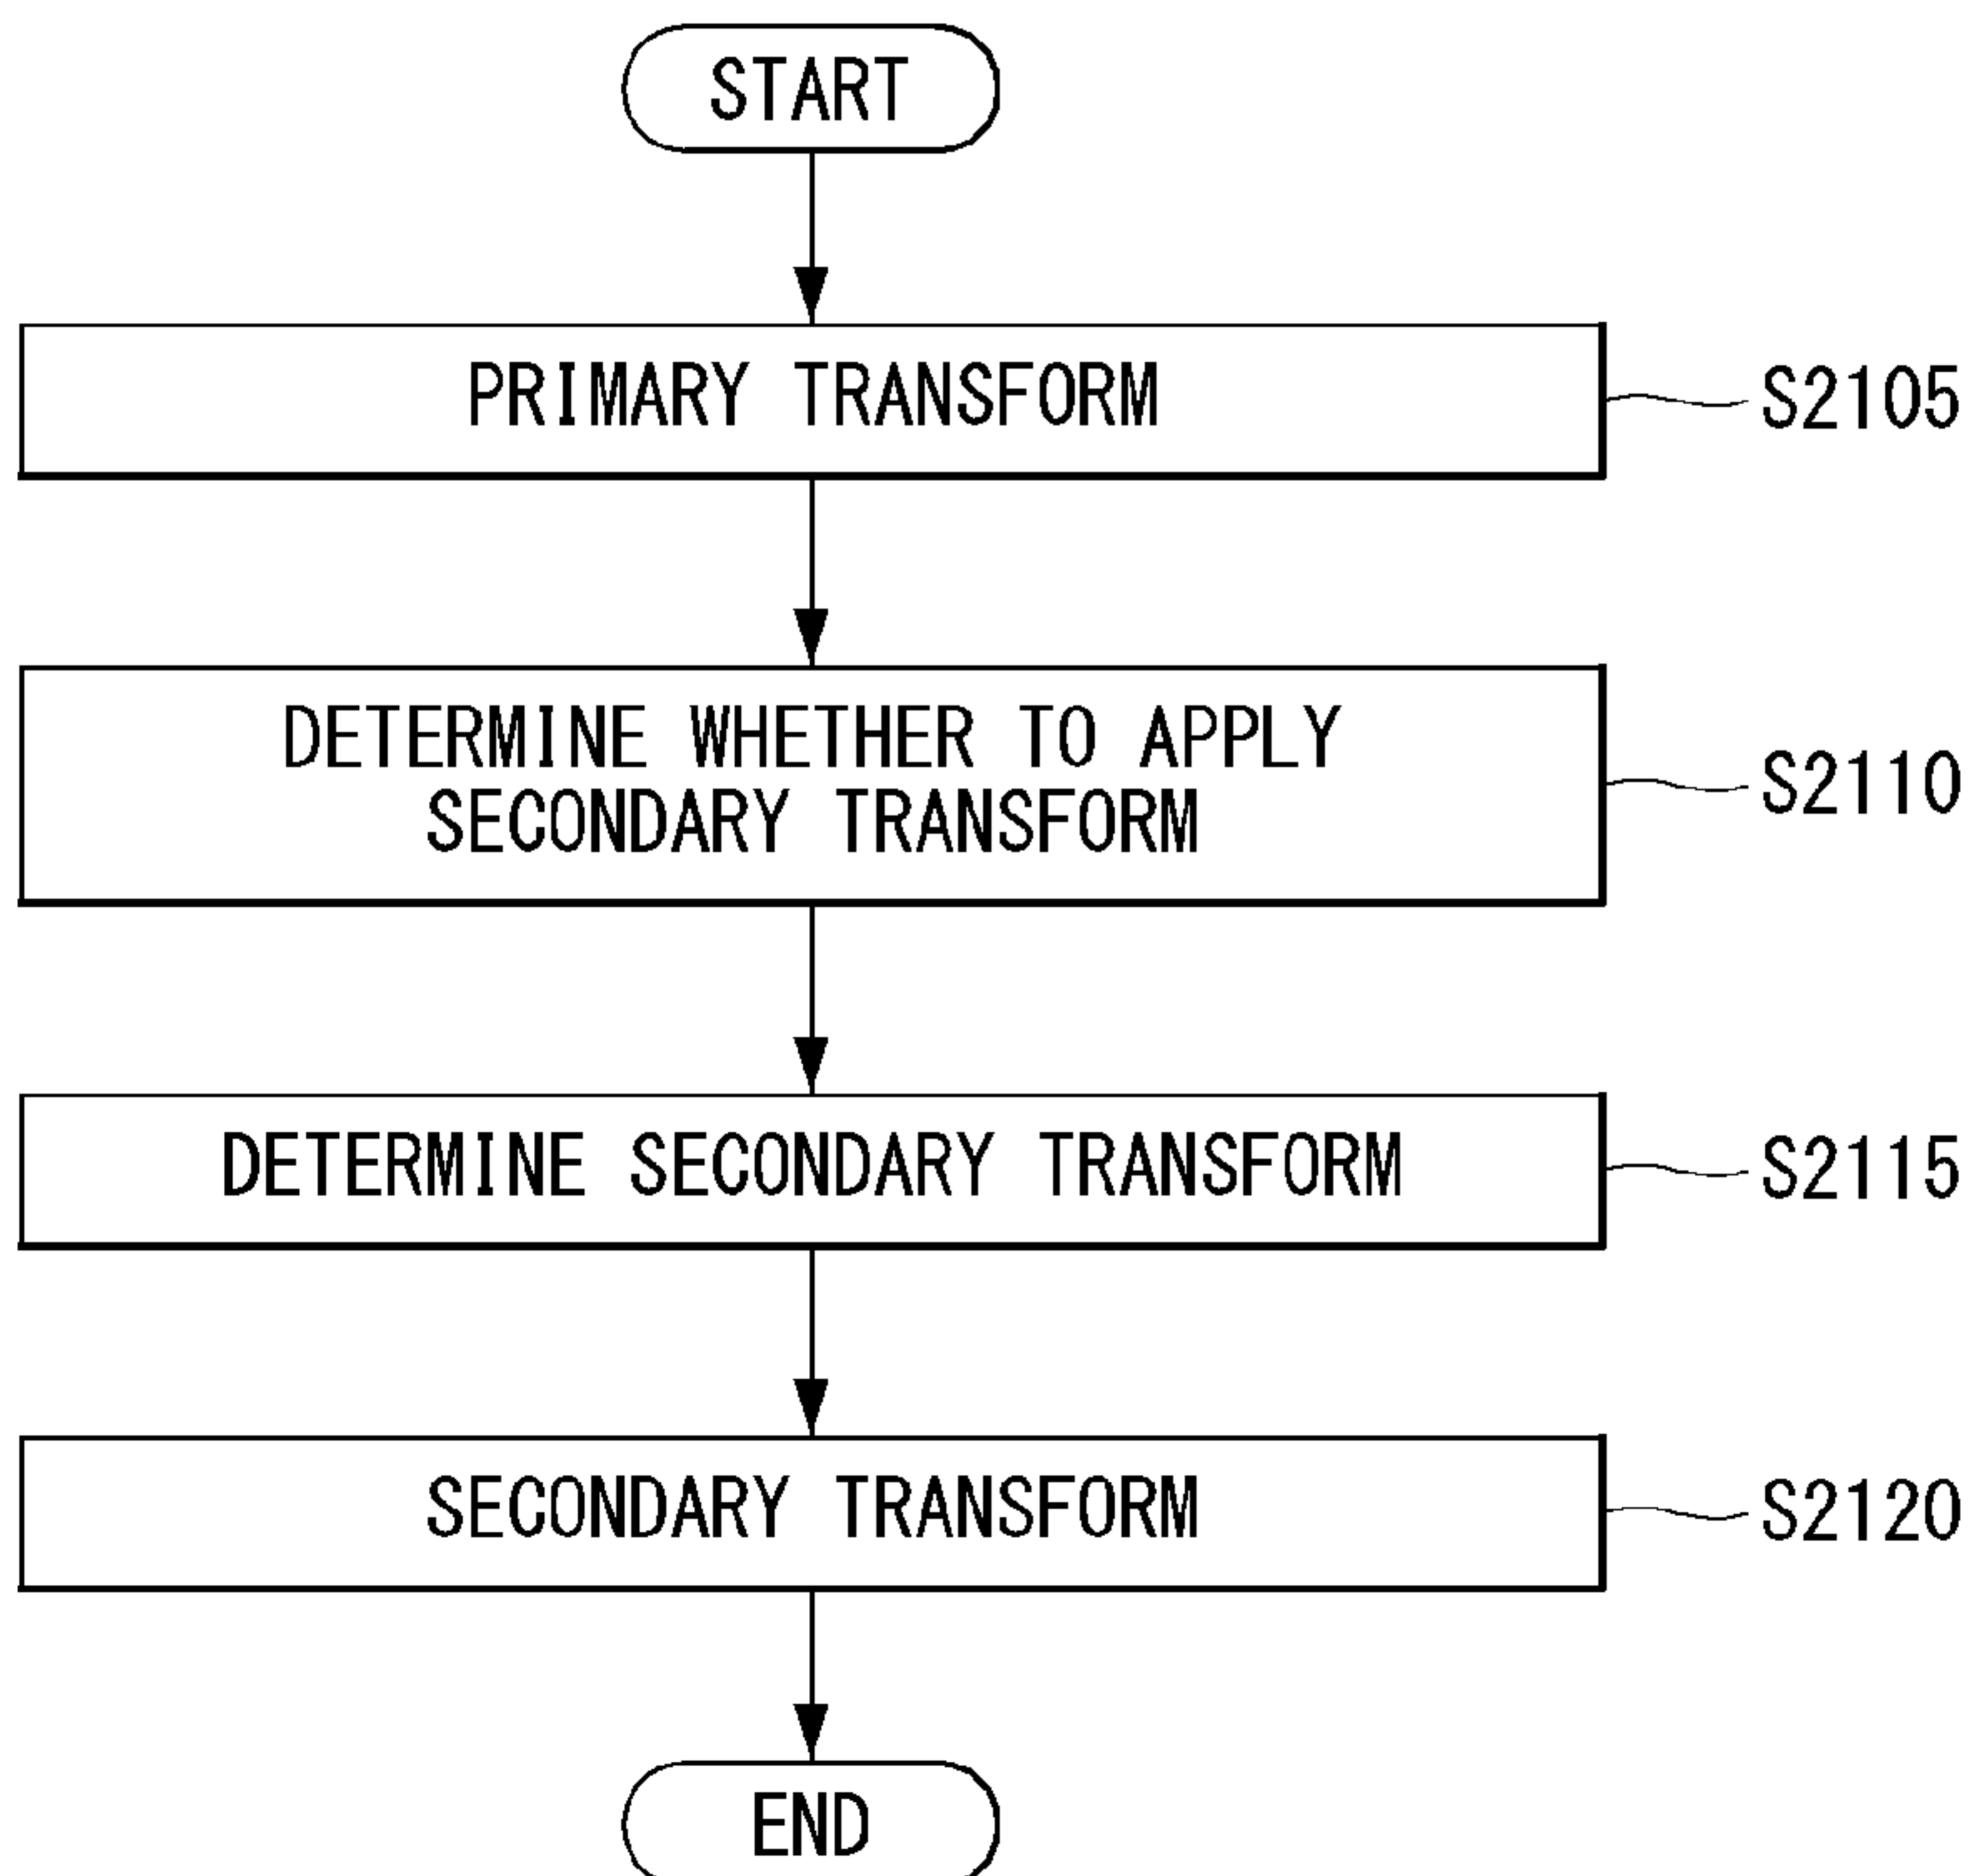 START
PRIMARY TRANSFORM
S2105
DETERMINE WHETHER TO APPLY
SECONDARY TRANSFORM
S2110
DETERMINE SECONDARY TRANSFORM
S2115
SECONDARY TRANSFORM
S2120
END